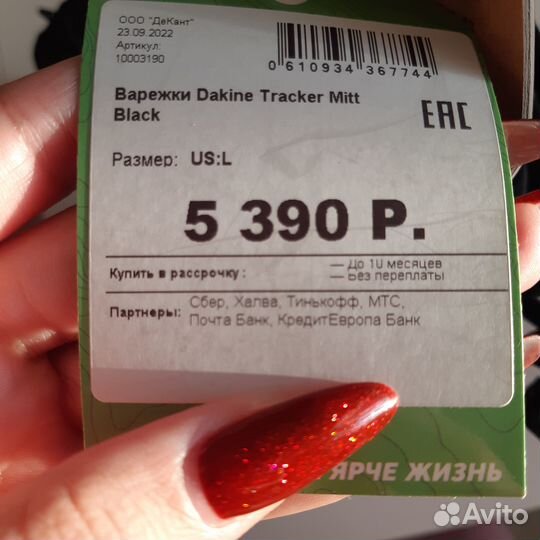 ООО "ДеКант"
23.09.2022
Артикул:
10003190
0 610934 367744
Варежки Dakine Tracker Mitt
Black
EAC
Размер: US:L
5 390 Р.
Купить в рассрочку: — До 10 месяцев
— Без переплаты
Партнеры: Сбер, Халва, Тинькофф, МТС,
Почта Банк, КредитЕвропа Банк
ЯРЧЕ ЖИЗНЬ
Avito